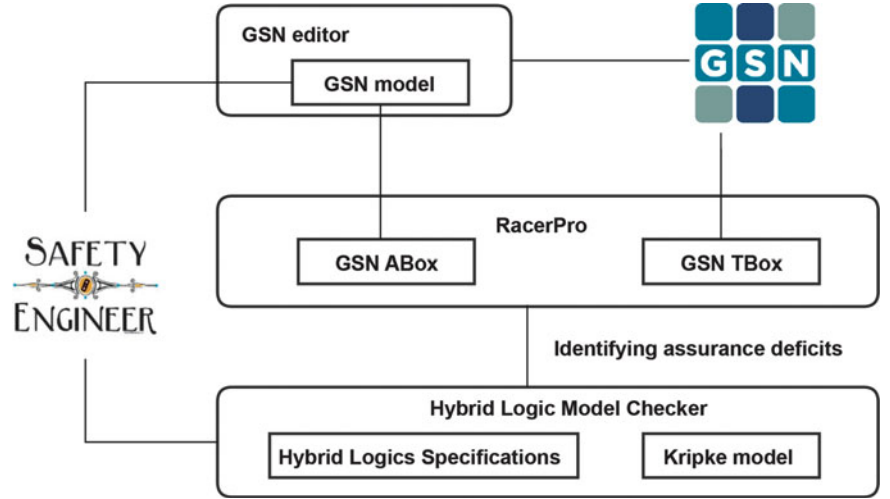 GSN editor
GSN model
GSN
RacerPro
GSN ABox
GSN TBox
SAFETY
ENGINEER
Identifying assurance deficits
Hybrid Logic Model Checker
Hybrid Logics Specifications
Kripke model